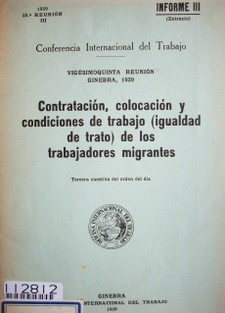 1939
25.ª REUNIÓN
III
INFORME III
(Extracto)
Conferencia Internacional del Trabajo
VIGÉSIMOQUINTA REUNIÓN
GINEBRA, 1939
Contratación, colocación y
condiciones de trabajo (igualdad
de trato) de los
trabajadores migrantes
Tercera cuestión del orden del día
112812
GINEBRA
INTERNACIONAL DEL TRABAJO
1939